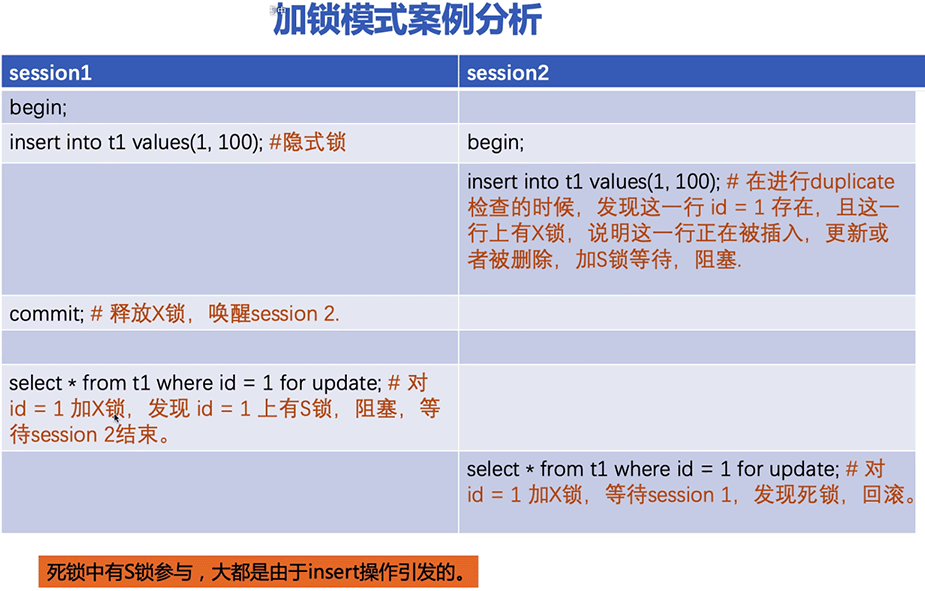 加锁模式案例分析
session1
session2
begin;
insert into t1 values(1, 100); #隐式锁
begin;
insert into t1 values(1, 100); # 在进行duplicate
检查的时候，发现这一行 id = 1 存在，且这一
行上有X锁，说明这一行正在被插入，更新或
者被删除，加S锁等待，阻塞.
commit; # 释放X锁，唤醒session 2.
select * from t1 where id = 1 for update; # 对
id = 1 加X锁，发现 id = 1 上有S锁，阻塞，等
待session 2结束。
select * from t1 where id = 1 for update; # 对
id = 1 加X锁，等待session 1，发现死锁，回滚。
死锁中有S锁参与，大都是由于insert操作引发的。